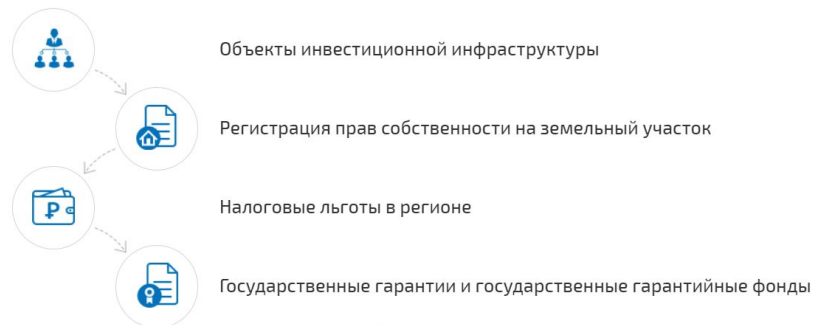 Объекты инвестиционной инфраструктуры
Регистрация прав собственности на земельный участок
Налоговые льготы в регионе
Государственные гарантии и государственные гарантийные фонды